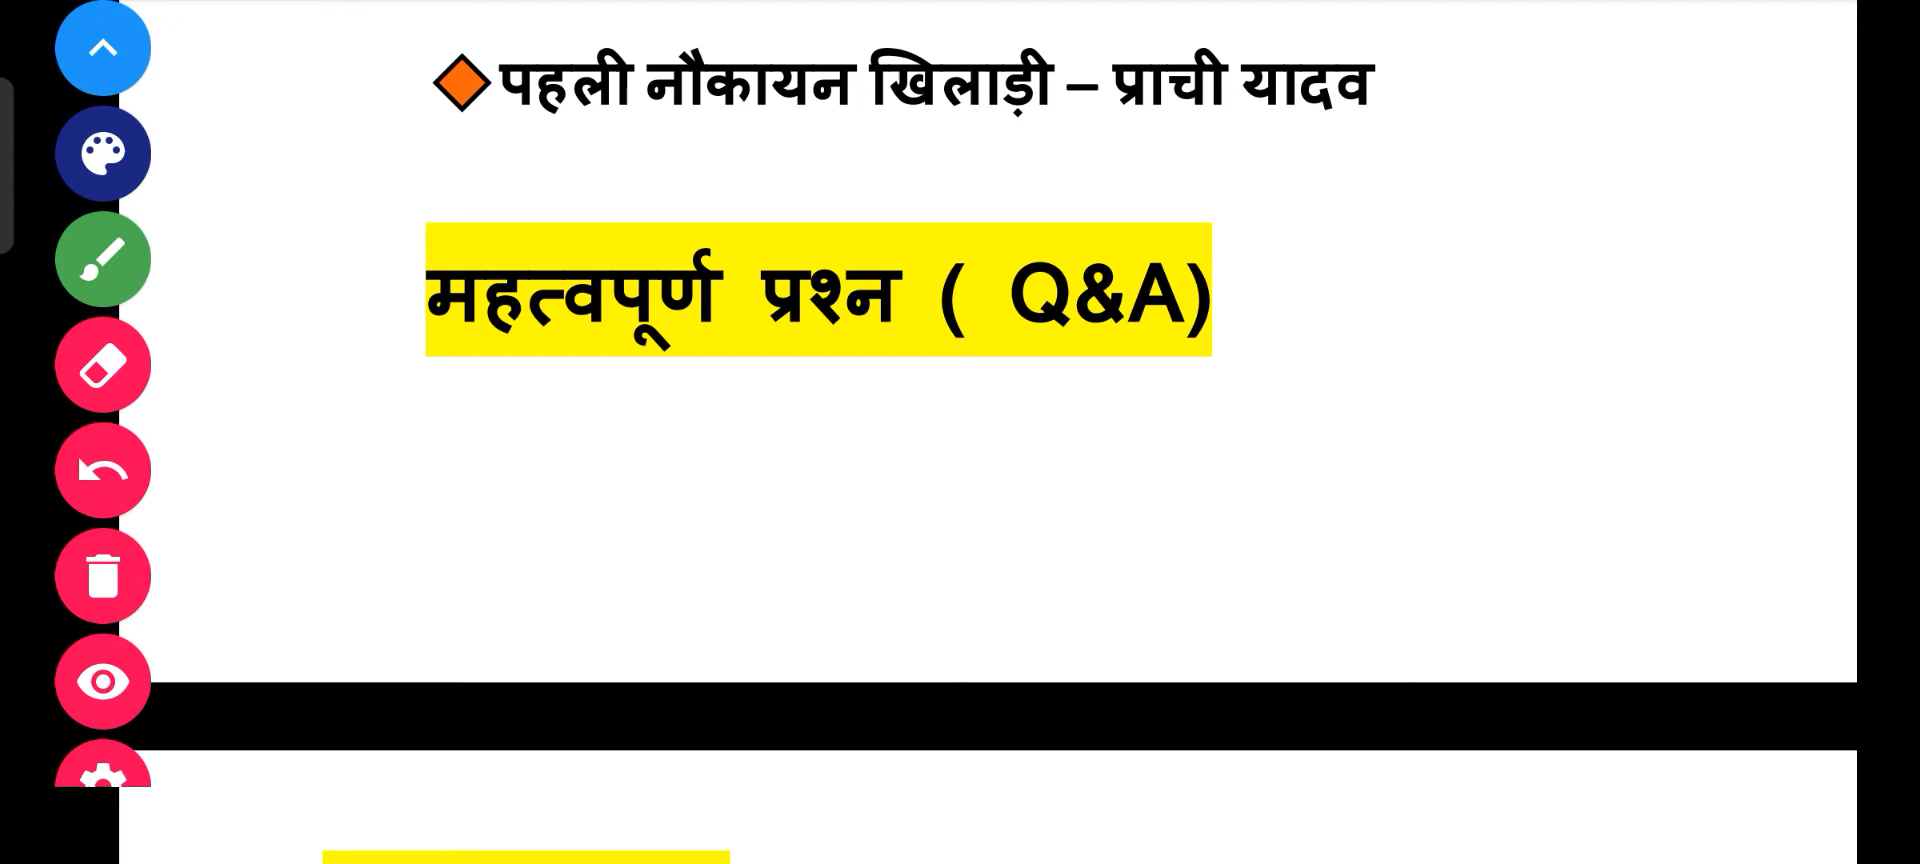 पहली नौकायन खिलाड़ी – प्राची यादव
महत्वपूर्ण प्रश्न ( Q&A)